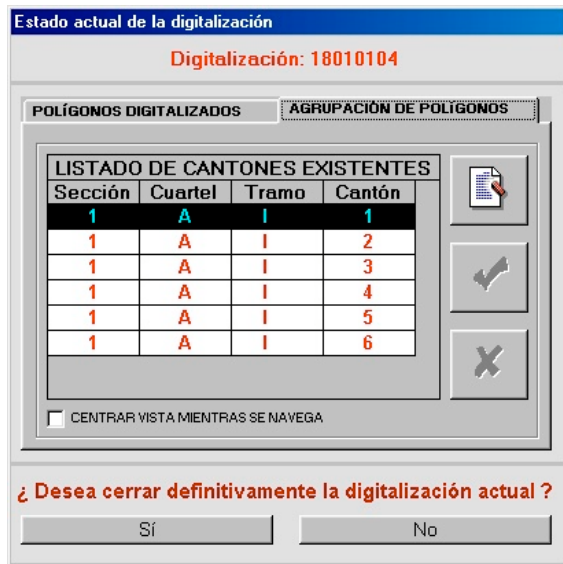 Estado actual de la digitalización
Digitalización: 18010104
POLÍGONOS DIGITALIZADOS AGRUPACIÓN DE POLÍGONOS
LISTADO DE CANTONES EXISTENTES
Sección Cuartel Tramo Cantón
1 A I 1
1 A I 2
1 A I 3
1 A I 4
1 A I 5
1 A I 6
CENTRAR VISTA MIENTRAS SE NAVEGA
¿ Desea cerrar definitivamente la digitalización actual ?
Sí No